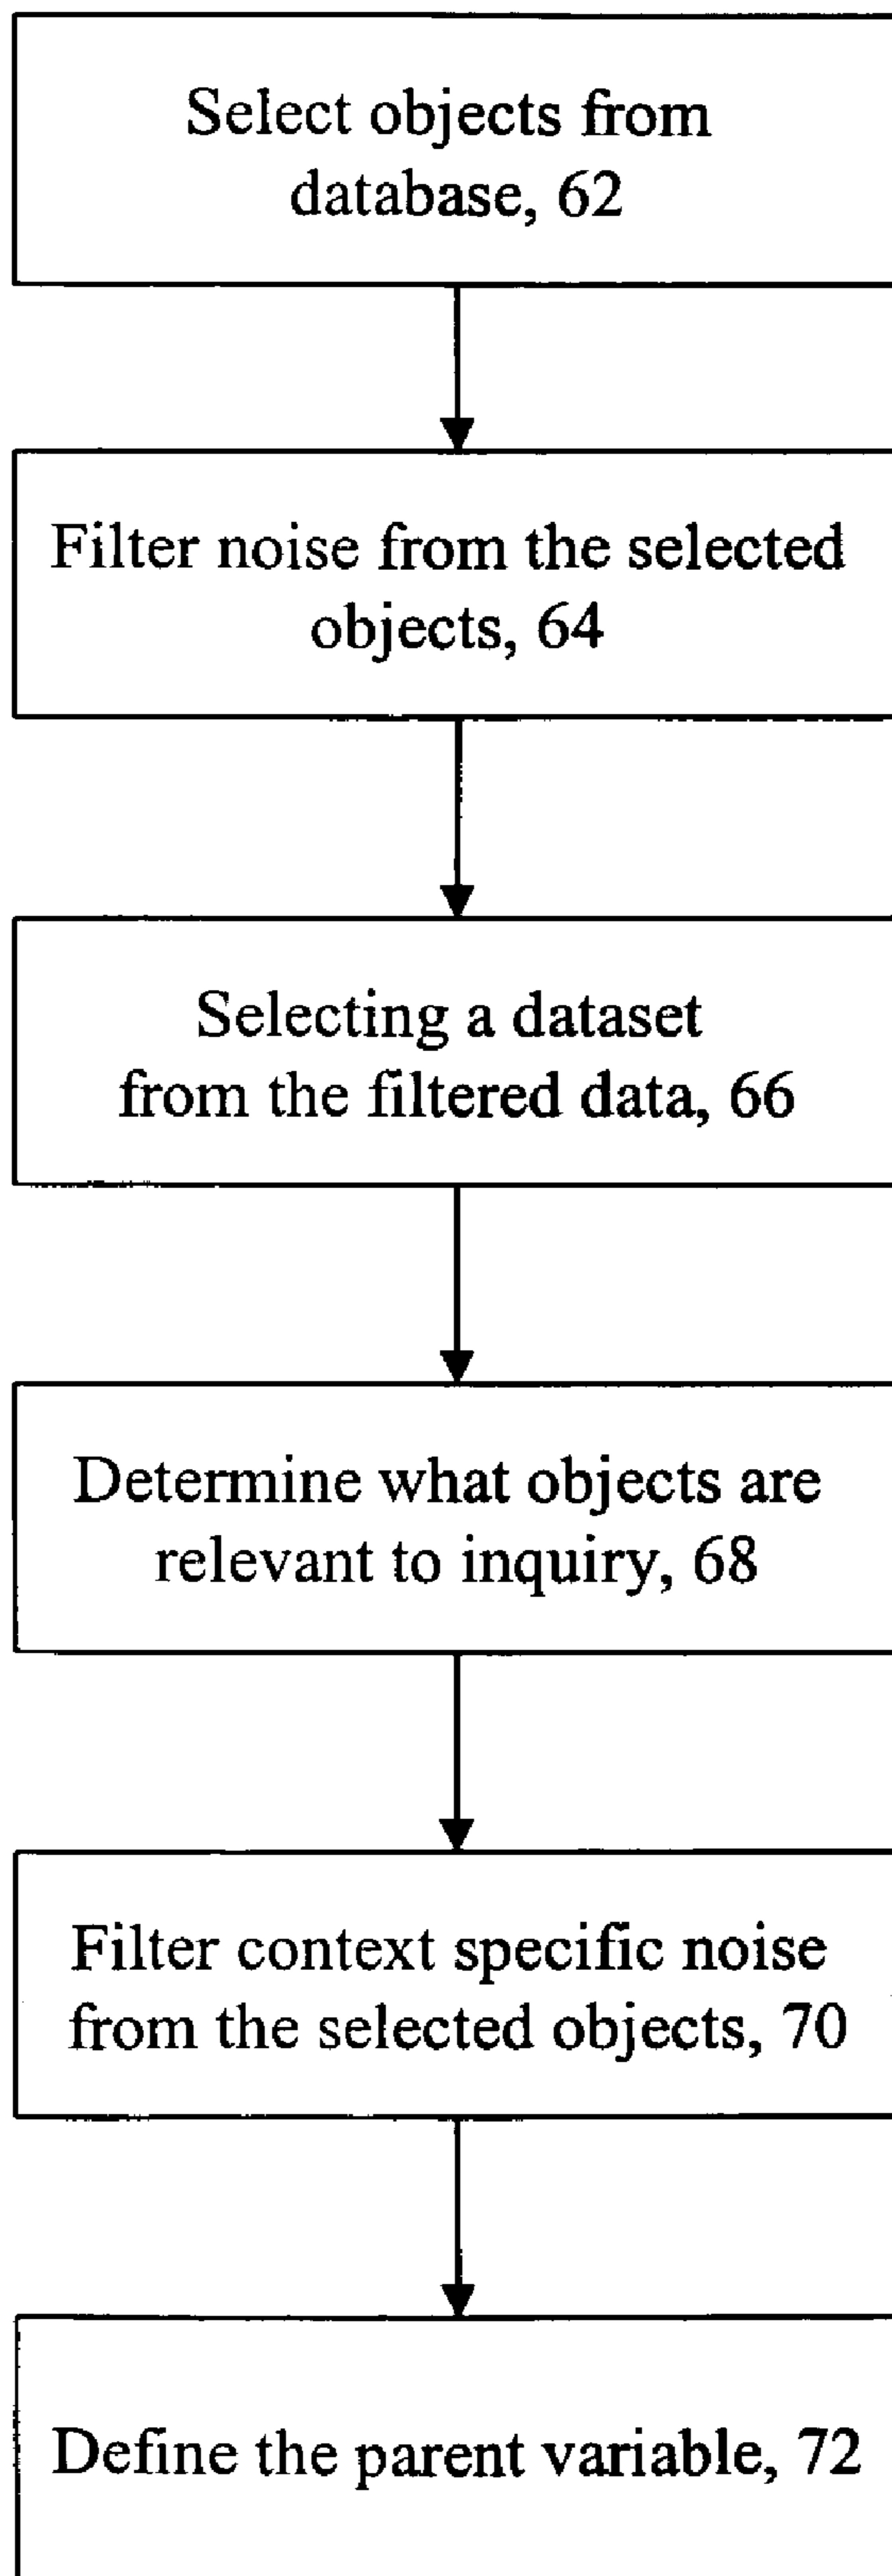 Select objects from
database, 62
Filter noise from the selected
objects, 64
Selecting a dataset
from the filtered data, 66
Determine what objects are
relevant to inquiry, 68
Filter context specific noise
from the selected objects, 70
Define the parent variable, 72